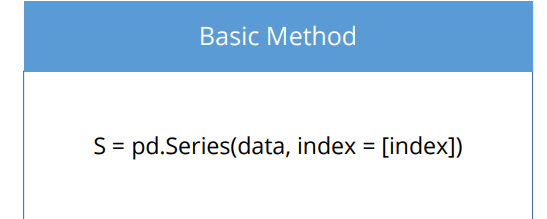 Basic Method
S = pd.Series(data, index = [index])